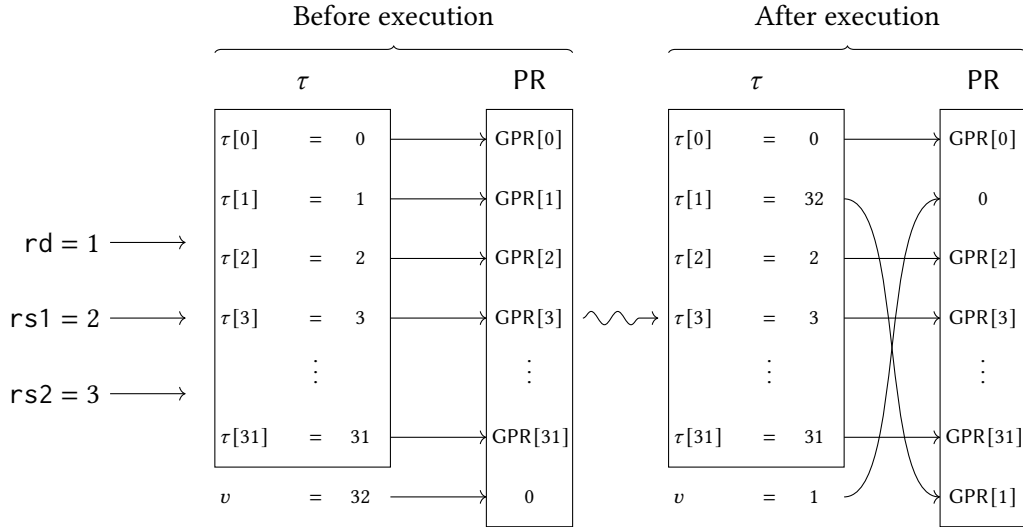 Before execution After execution
τ PR τ PR
τ[0] = 0 GPR[0] τ[0] = 0 GPR[0]
τ[1] = 1 GPR[1] τ[1] = 32 0
rd = 1
τ[2] = 2 GPR[2] τ[2] = 2 GPR[2]
rs1 = 2 τ[3] = 3 GPR[3] τ[3] = 3 GPR[3]
⋮ ⋮ ⋮ ⋮
rs2 = 3
τ[31] = 31 GPR[31] τ[31] = 31 GPR[31]
v = 32 0 v = 1 GPR[1]